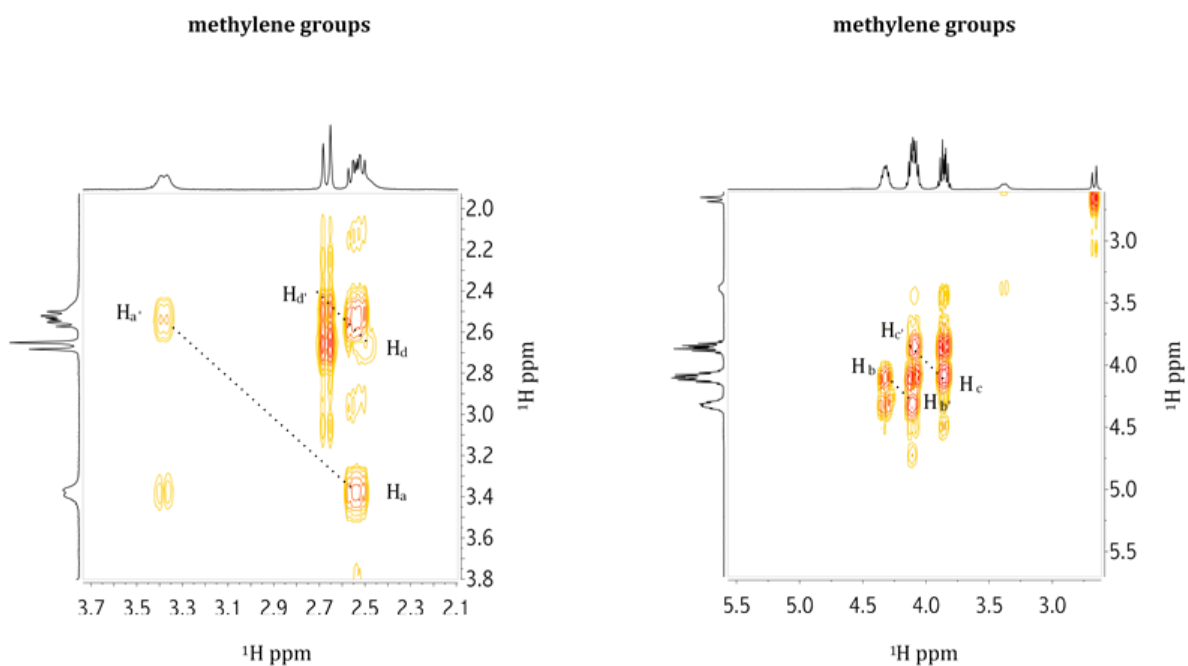 methylene groups
2.0
2.2
2.4
2.6
2.8
3.0
3.2
3.4
3.6
3.8
Hd'
Ha'
Hd
Ha
¹H ppm
3.7 3.5 3.3 3.1 2.9 2.7 2.5 2.3 2.1
¹H ppm
methylene groups
3.0
3.5
4.0
4.5
5.0
5.5
Hc'
Hb
Hc
Hb'
¹H ppm
5.5 5.0 4.5 4.0 3.5 3.0
¹H ppm